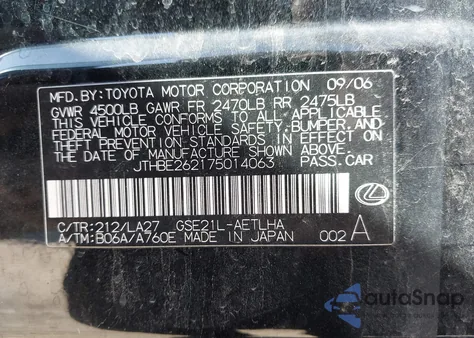 MFD.BY:TOYOTA MOTOR CORPORATION 09/06
GVWR 4500LB GAWR FR 2470LB RR 2475LB
THIS VEHICLE CONFORMS TO ALL APPLICABLE
FEDERAL MOTOR VEHICLE SAFETY,BUMPER,AND
THEFT PREVENTION STANDARDS IN EFFECT ON
THE DATE OF MANUFACTURE SHOWN ABOVE.
JTHBE262175014063 PASS.CAR
C/TR:212/LA27 GSE21L-AETLHA
A/TM:B06A/A760E MADE IN JAPAN 002 A
autoSnap